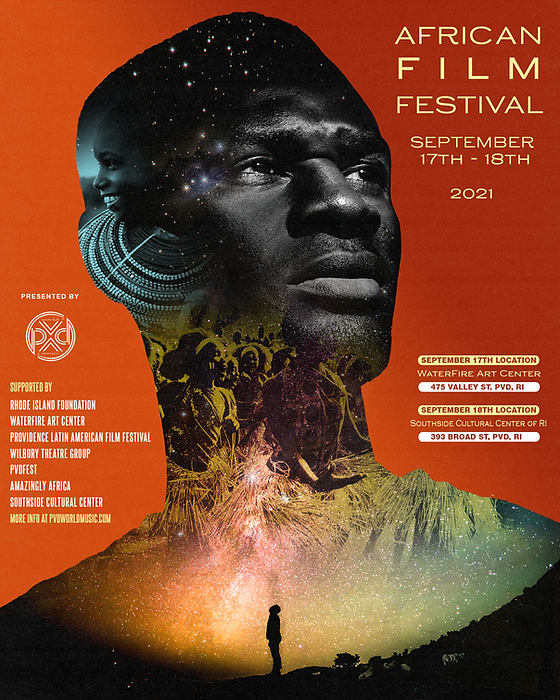 AFRICAN
FILM
FESTIVAL
SEPTEMBER
17TH - 18TH
2021
PRESENTED BY
PVD
SUPPORTED BY
RHODE ISLAND FOUNDATION
WATERFIRE ART CENTER
PROVIDENCE LATIN AMERICAN FILM FESTIVAL
WILBURY THEATRE GROUP
PVDFEST
AMAZINGLY AFRICA
SOUTHSIDE CULTURAL CENTER
MORE INFO AT PVDWORLDMUSIC.COM
SEPTEMBER 17TH LOCATION
WATERFIRE ART CENTER
475 VALLEY ST, PVD, RI
SEPTEMBER 18TH LOCATION
SOUTHSIDE CULTURAL CENTER OF RI
393 BROAD ST, PVD, RI